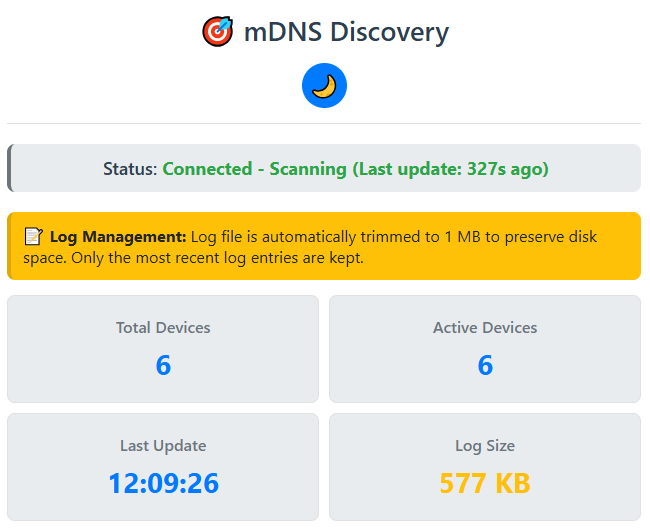 🎯 mDNS Discovery
🌙
Status: Connected - Scanning (Last update: 327s ago)
📝 Log Management: Log file is automatically trimmed to 1 MB to preserve disk
space. Only the most recent log entries are kept.
Total Devices
6
Active Devices
6
Last Update
12:09:26
Log Size
577 KB